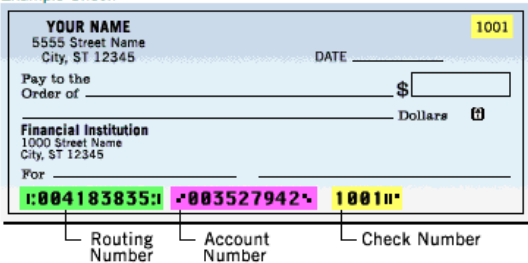 YOUR NAME
1001
5555 Street Name
City, ST 12345
DATE
Pay to the
Order of
$
Dollars
Financial Institution
1000 Street Name
City, ST 12345
For
⑆004183835⑆ ⑈003527942⑈ 1001⑈
Routing Number
Account Number
Check Number